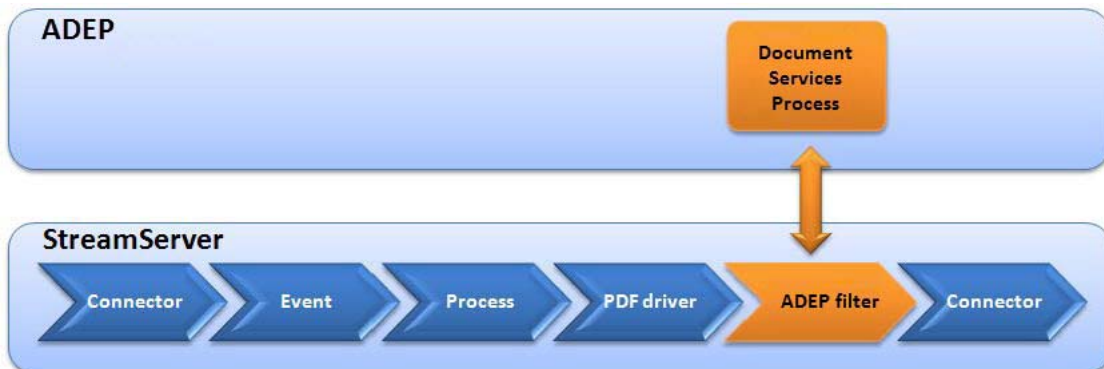 ADEP
Document
Services
Process
StreamServer
Connector
Event
Process
PDF driver
ADEP filter
Connector